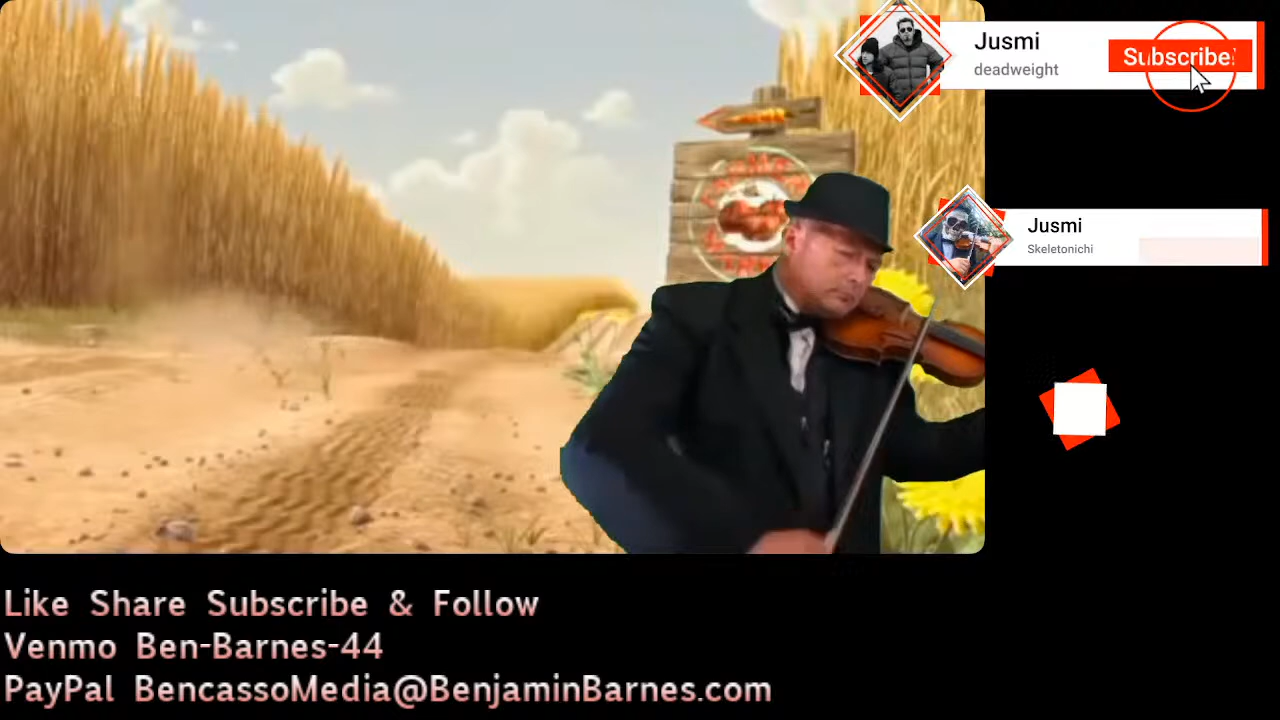 Jusmi
deadweight
Subscribe!
Jusmi
Skeletonichi
Like Share Subscribe & Follow
Venmo Ben-Barnes-44
PayPal BencassoMedia@BenjaminBarnes.com